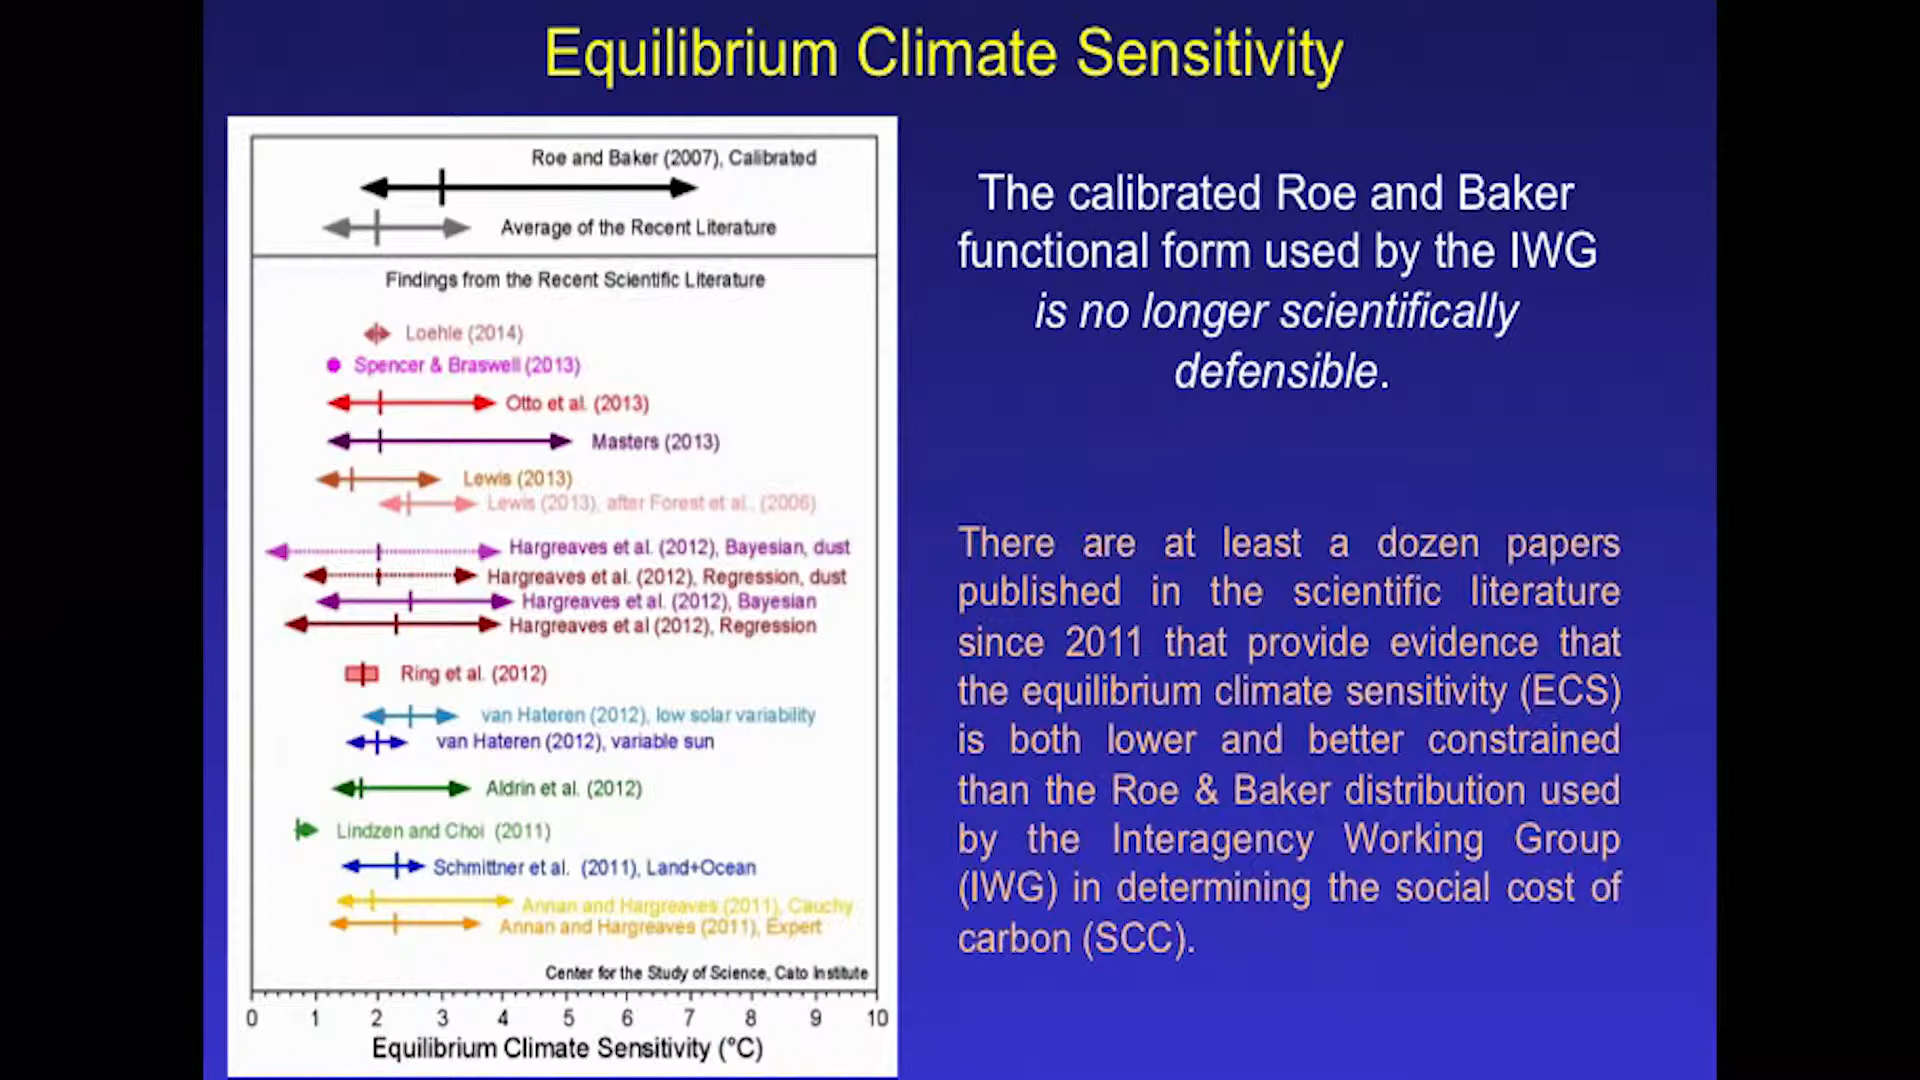 Equilibrium Climate Sensitivity
Roe and Baker (2007), Calibrated
Average of the Recent Literature
Findings from the Recent Scientific Literature
Loehle (2014)
Spencer & Braswell (2013)
Otto et al. (2013)
Masters (2013)
Lewis (2013)
Lewis (2013), after Forest et al., (2006)
Hargreaves et al. (2012), Bayesian, dust
Hargreaves et al. (2012), Regression, dust
Hargreaves et al. (2012), Bayesian
Hargreaves et al (2012), Regression
Ring et al. (2012)
van Hateren (2012), low solar variability
van Hateren (2012), variable sun
Aldrin et al. (2012)
Lindzen and Choi (2011)
Schmittner et al. (2011), Land+Ocean
Annan and Hargreaves (2011), Cauchy
Annan and Hargreaves (2011), Expert
Center for the Study of Science, Cato Institute
0 1 2 3 4 5 6 7 8 9 10
Equilibrium Climate Sensitivity (°C)
The calibrated Roe and Baker
functional form used by the IWG
is no longer scientifically
defensible.
There are at least a dozen papers
published in the scientific literature
since 2011 that provide evidence that
the equilibrium climate sensitivity (ECS)
is both lower and better constrained
than the Roe & Baker distribution used
by the Interagency Working Group
(IWG) in determining the social cost of
carbon (SCC).